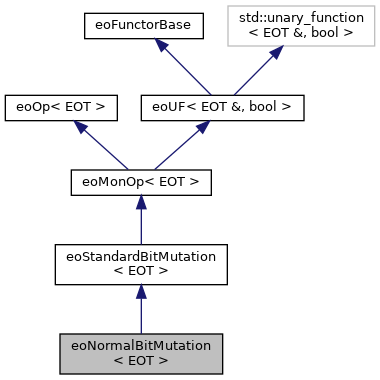 eoFunctorBase
std::unary_function
< EOT &, bool >
eoOp< EOT >
eoUF< EOT &, bool >
eoMonOp< EOT >
eoStandardBitMutation
< EOT >
eoNormalBitMutation
< EOT >